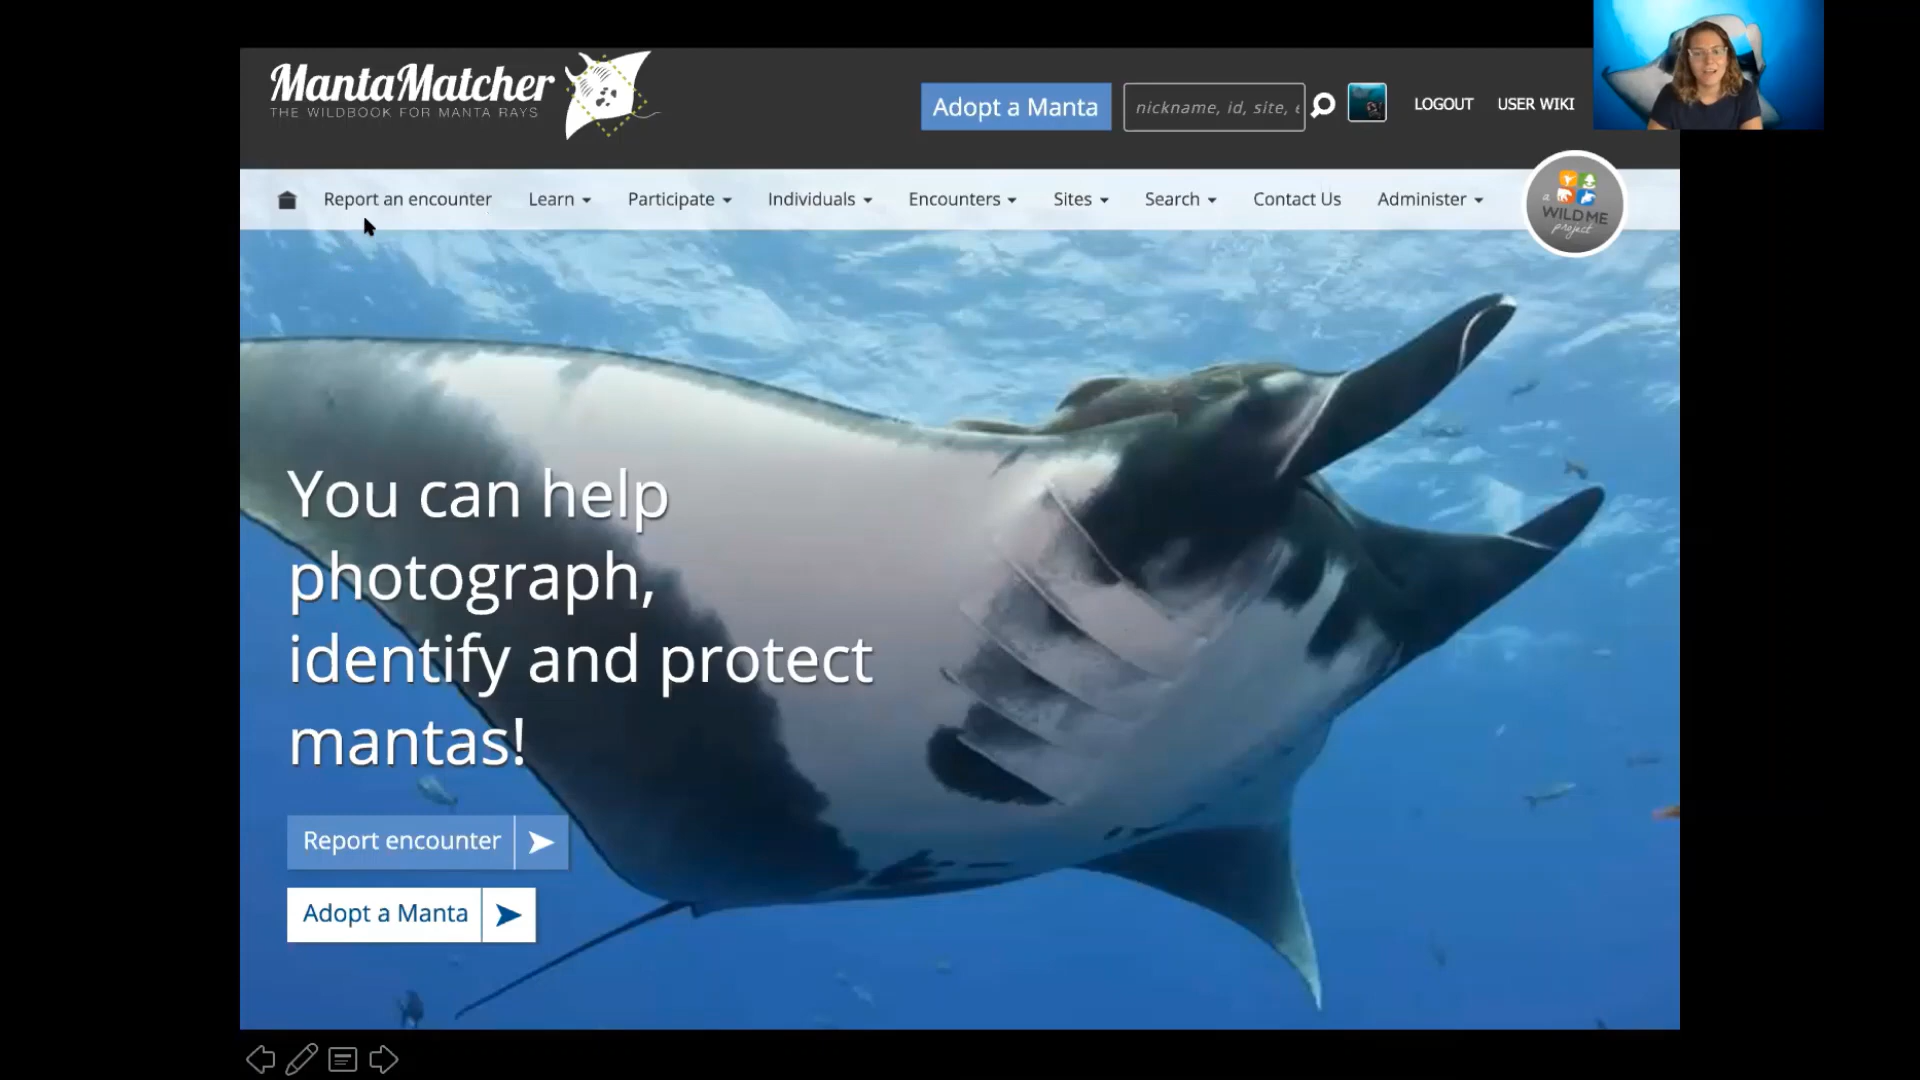 MantaMatcher
THE WILDBOOK FOR MANTA RAYS
Adopt a Manta
nickname, id, site, e
LOGOUT
USER WIKI
Report an encounter
Learn
Participate
Individuals
Encounters
Sites
Search
Contact Us
Administer
a
WILD ME
project
You can help
photograph,
identify and protect
mantas!
Report encounter
Adopt a Manta